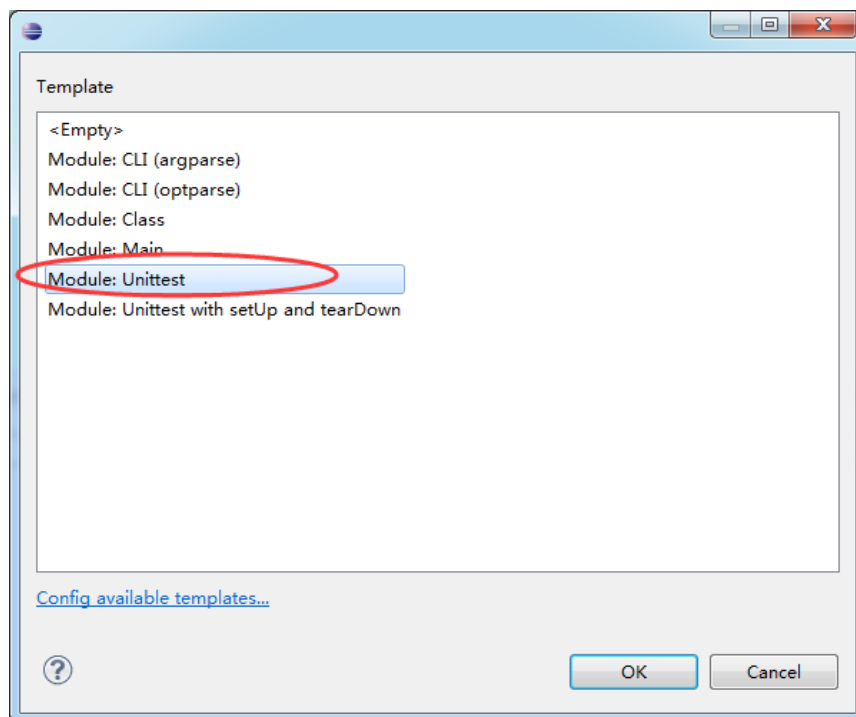 Template
<Empty>
Module: CLI (argparse)
Module: CLI (optparse)
Module: Class
Module: Main
Module: Unittest
Module: Unittest with setUp and tearDown
Config available templates...
?
OK
Cancel